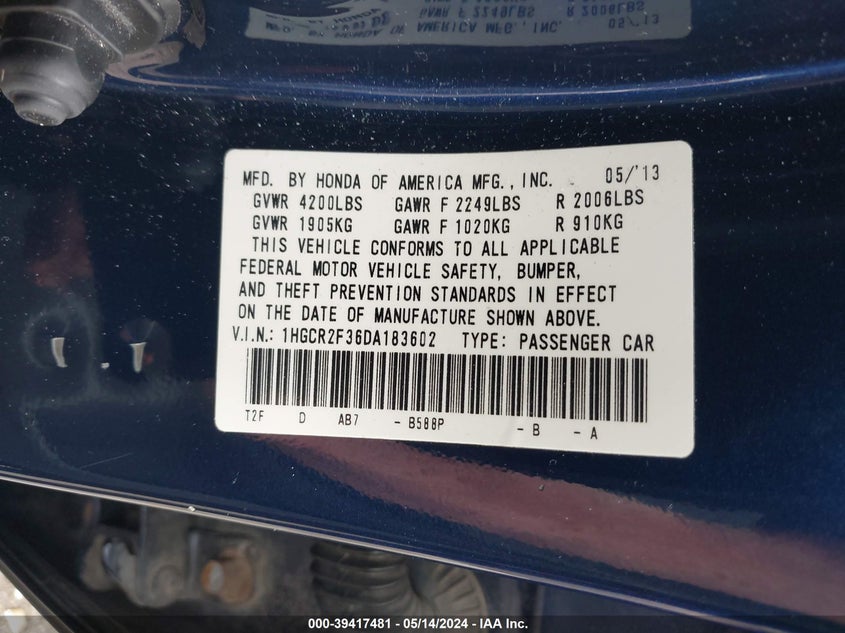 MFD. BY HONDA OF AMERICA MFG., INC. 05/'13
GVWR 4200LBS GAWR F 2249LBS R 2006LBS
GVWR 1905KG GAWR F 1020KG R 910KG
THIS VEHICLE CONFORMS TO ALL APPLICABLE
FEDERAL MOTOR VEHICLE SAFETY, BUMPER,
AND THEFT PREVENTION STANDARDS IN EFFECT
ON THE DATE OF MANUFACTURE SHOWN ABOVE.
V.I.N.: 1HGCR2F36DA183602 TYPE: PASSENGER CAR
T2F D AB7 - B588P - B - A
000-39417481 - 05/14/2024 - IAA Inc.